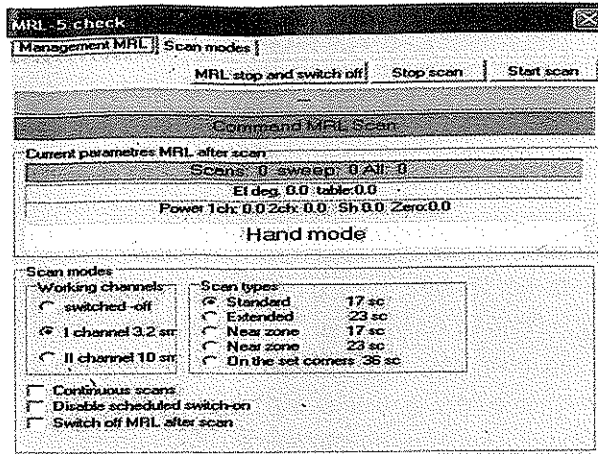 MRL-5 check
Management MRL Scan modes
MRL stop and switch off Stop scan Start scan
Command MRL Scan
Current parametres MRL after scan
Scans: 0 sweep: 0 All: 0
El deg. 0.0 table:0.0
Power 1ch: 0.0 2ch: 0.0 Sh 0.0 Zero:0.0
Hand mode
Scan modes
Working channels Scan types
switched -off Standard 17 sc
Extended 23 sc
I channel 3.2 sm Near zone 17 sc
Near zone 23 sc
II channel 10 sm On the set corners 36 sc
Continuous scans
Disable scheduled switch-on
Switch off MRL after scan